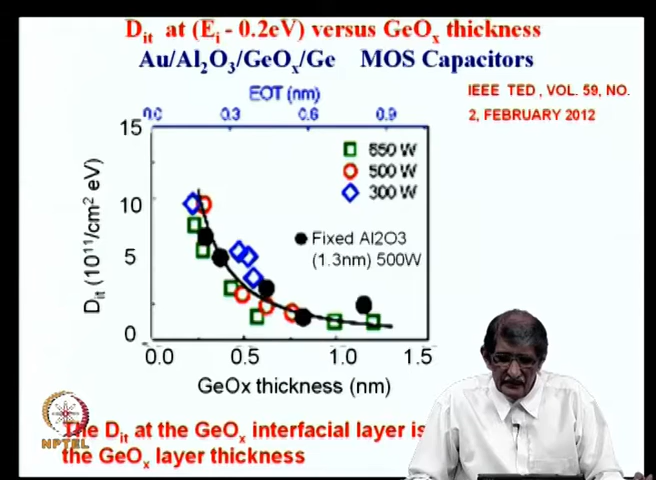 Dit at (Ei - 0.2eV) versus GeOx thickness
Au/Al2O3/GeOx/Ge MOS Capacitors
IEEE TED , VOL. 59, NO.
2, FEBRUARY 2012
EOT (nm)
0.0 0.3 0.6 0.9
15
10
5
0
Dit (10^11/cm2 eV)
650 W
500 W
300 W
Fixed Al2O3
(1.3nm) 500W
0.0 0.5 1.0 1.5
GeOx thickness (nm)
The Dit at the GeOx interfacial layer is
the GeOx layer thickness
NPTEL